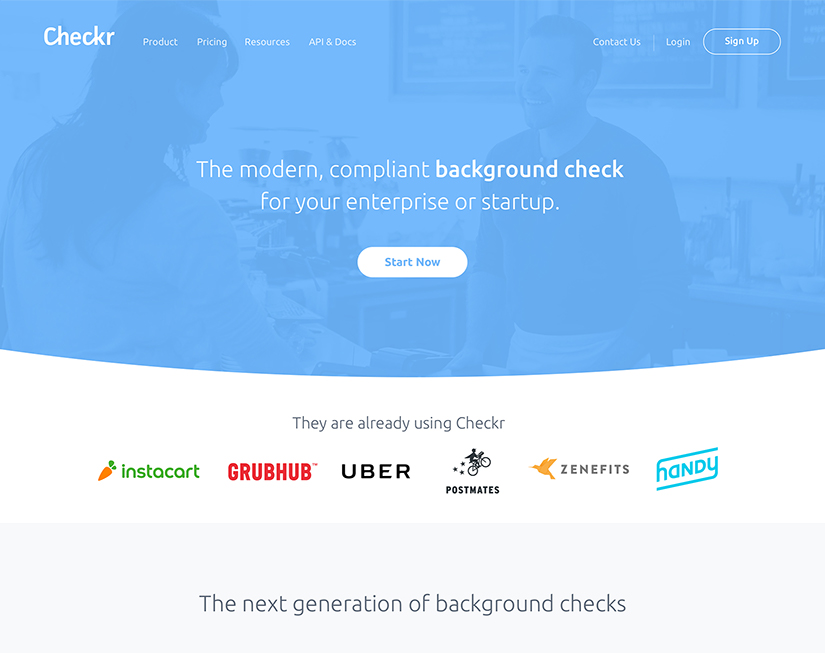 Checkr
Product Pricing Resources API & Docs Contact Us Login Sign Up
The modern, compliant background check
for your enterprise or startup.
Start Now
They are already using Checkr
instacart GRUBHUB™ UBER POSTMATES ZENEFITS HANDY
The next generation of background checks